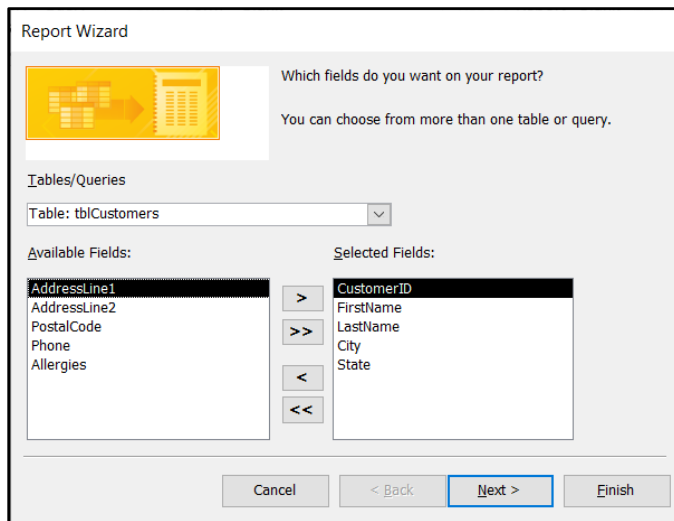 Report Wizard
Which fields do you want on your report?
You can choose from more than one table or query.
Tables/Queries
Table: tblCustomers
Available Fields:
Selected Fields:
AddressLine1
AddressLine2
PostalCode
Phone
Allergies
>
>>
<
<<
CustomerID
FirstName
LastName
City
State
Cancel
< Back
Next >
Finish